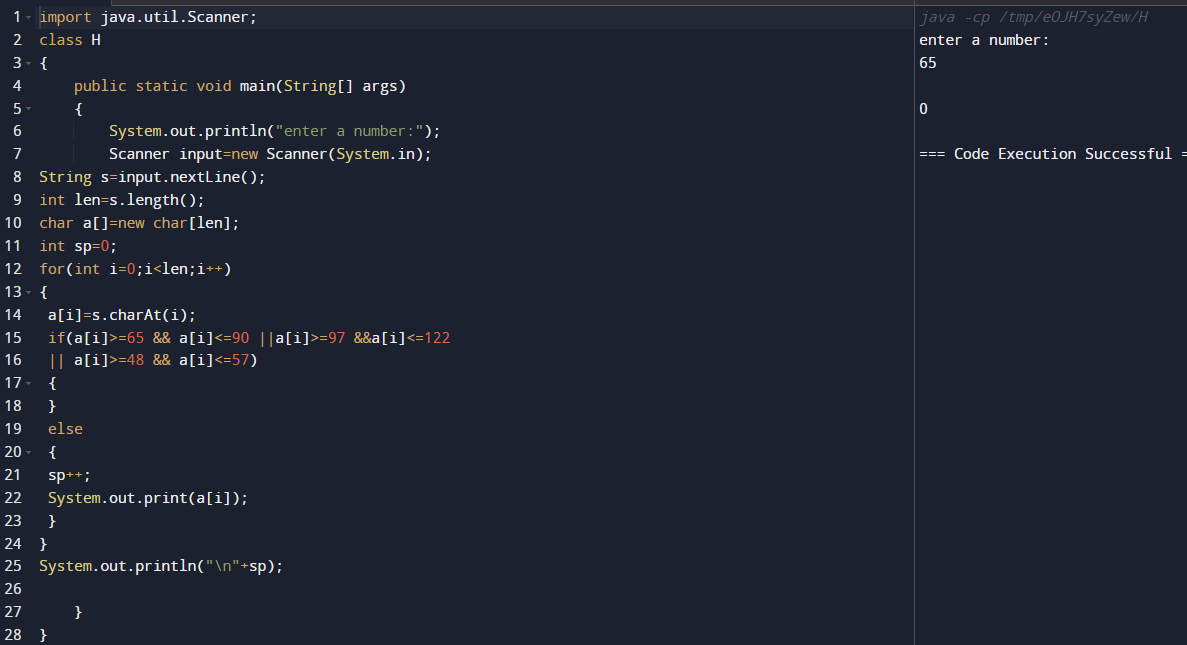 1 import java.util.Scanner;
2 class H
3 {
4 public static void main(String[] args)
5 {
6 System.out.println("enter a number:");
7 Scanner input=new Scanner(System.in);
8 String s=input.nextLine();
9 int len=s.length();
10 char a[]=new char[len];
11 int sp=0;
12 for(int i=0;i<len;i++)
13 {
14 a[i]=s.charAt(i);
15 if(a[i]>=65 && a[i]<=90 ||a[i]>=97 &&a[i]<=122
16 || a[i]>=48 && a[i]<=57)
17 {
18 }
19 else
20 {
21 sp++;
22 System.out.print(a[i]);
23 }
24 }
25 System.out.println("\n"+sp);
26
27 }
28 }
java -cp /tmp/eOJH7syZew/H
enter a number:
65
0
=== Code Execution Successful =